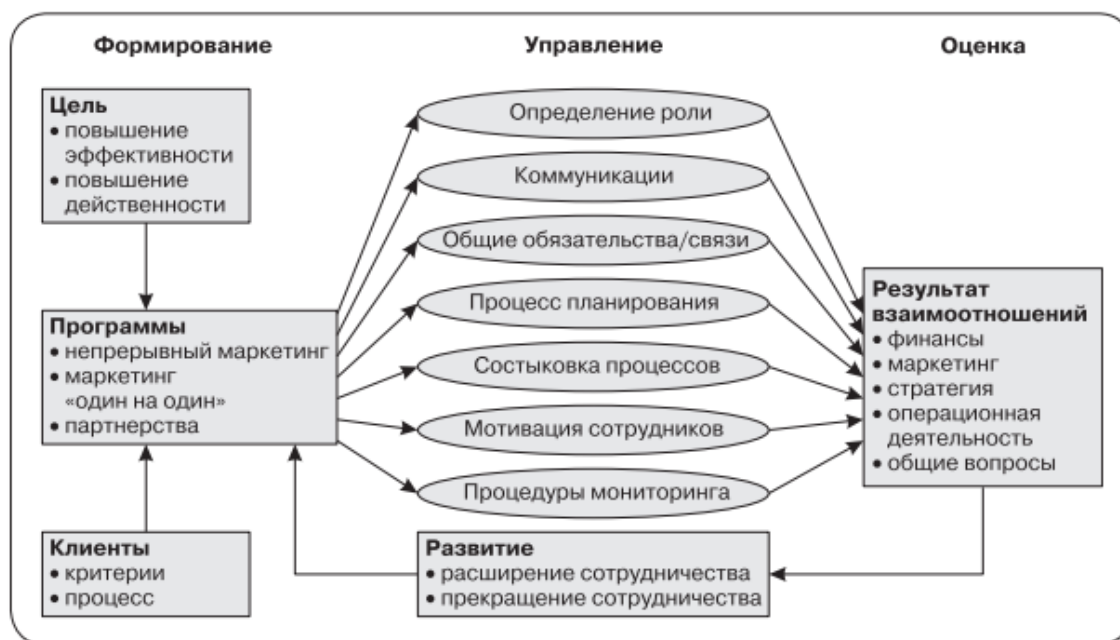 Формирование
Управление
Оценка
Цель
• повышение
эффективности
• повышение
действенности
Программы
• непрерывный маркетинг
• маркетинг
«один на один»
• партнерства
Клиенты
• критерии
• процесс
Определение роли
Коммуникации
Общие обязательства/связи
Процесс планирования
Состыковка процессов
Мотивация сотрудников
Процедуры мониторинга
Развитие
• расширение сотрудничества
• прекращение сотрудничества
Результат
взаимоотношений
• финансы
• маркетинг
• стратегия
• операционная
деятельность
• общие вопросы